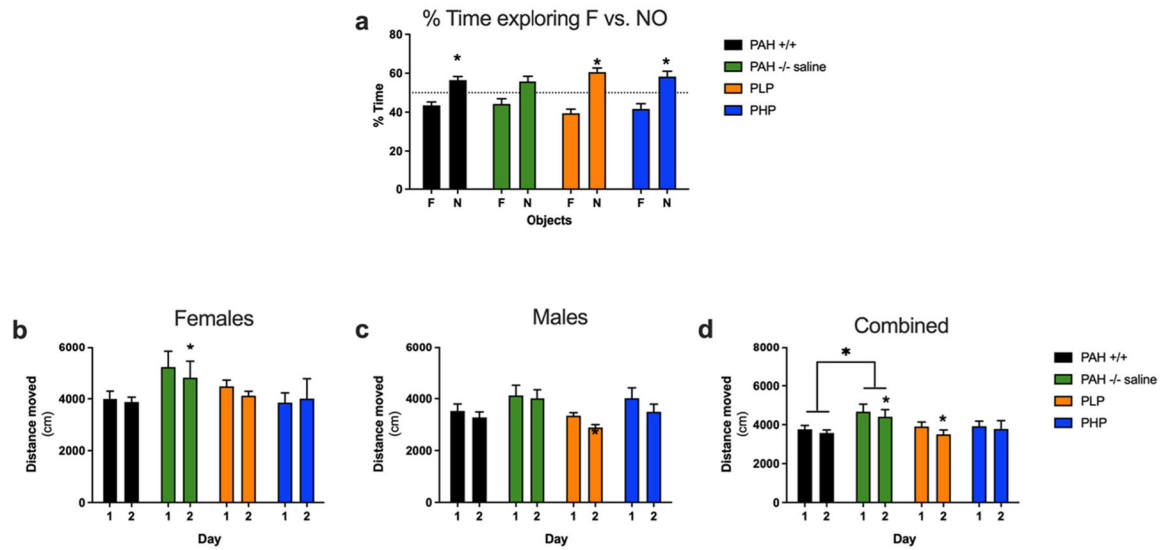 a
% Time exploring F vs. NO
80
60
40
20
0
% Time
* * *
F N F N F N F N
Objects
PAH +/+
PAH -/- saline
PLP
PHP
b
Females
6000
4000
2000
0
Distance moved
(cm)
*
1 2 1 2 1 2 1 2
Day
c
Males
6000
4000
2000
0
Distance moved
(cm)
*
1 2 1 2 1 2 1 2
Day
d
Combined
8000
6000
4000
2000
0
Distance moved
(cm)
*
* *
1 2 1 2 1 2 1 2
Day
PAH +/+
PAH -/- saline
PLP
PHP